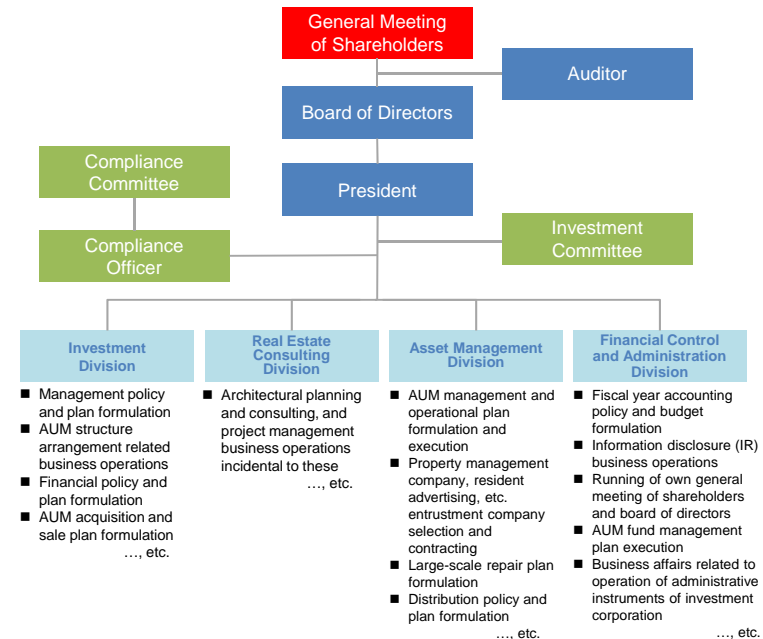 General Meeting
of Shareholders
Auditor
Board of Directors
Compliance
Committee
President
Investment
Committee
Compliance
Officer
Investment
Division
■ Management policy
and plan formulation
■ AUM structure
arrangement related
business operations
■ Financial policy and
plan formulation
■ AUM acquisition and
sale plan formulation
…, etc.
Real Estate
Consulting
Division
■ Architectural planning
and consulting, and
project management
business operations
incidental to these
…, etc.
Asset Management
Division
■ AUM management and
operational plan
formulation and
execution
■ Property management
company, resident
advertising, etc.
entrustment company
selection and
contracting
■ Large-scale repair plan
formulation
■ Distribution policy and
plan formulation
…, etc.
Financial Control
and Administration
Division
■ Fiscal year accounting
policy and budget
formulation
■ Information disclosure (IR)
business operations
■ Running of own general
meeting of shareholders
and board of directors
■ AUM fund management
plan execution
■ Business affairs related to
operation of administrative
instruments of investment
corporation
…, etc.